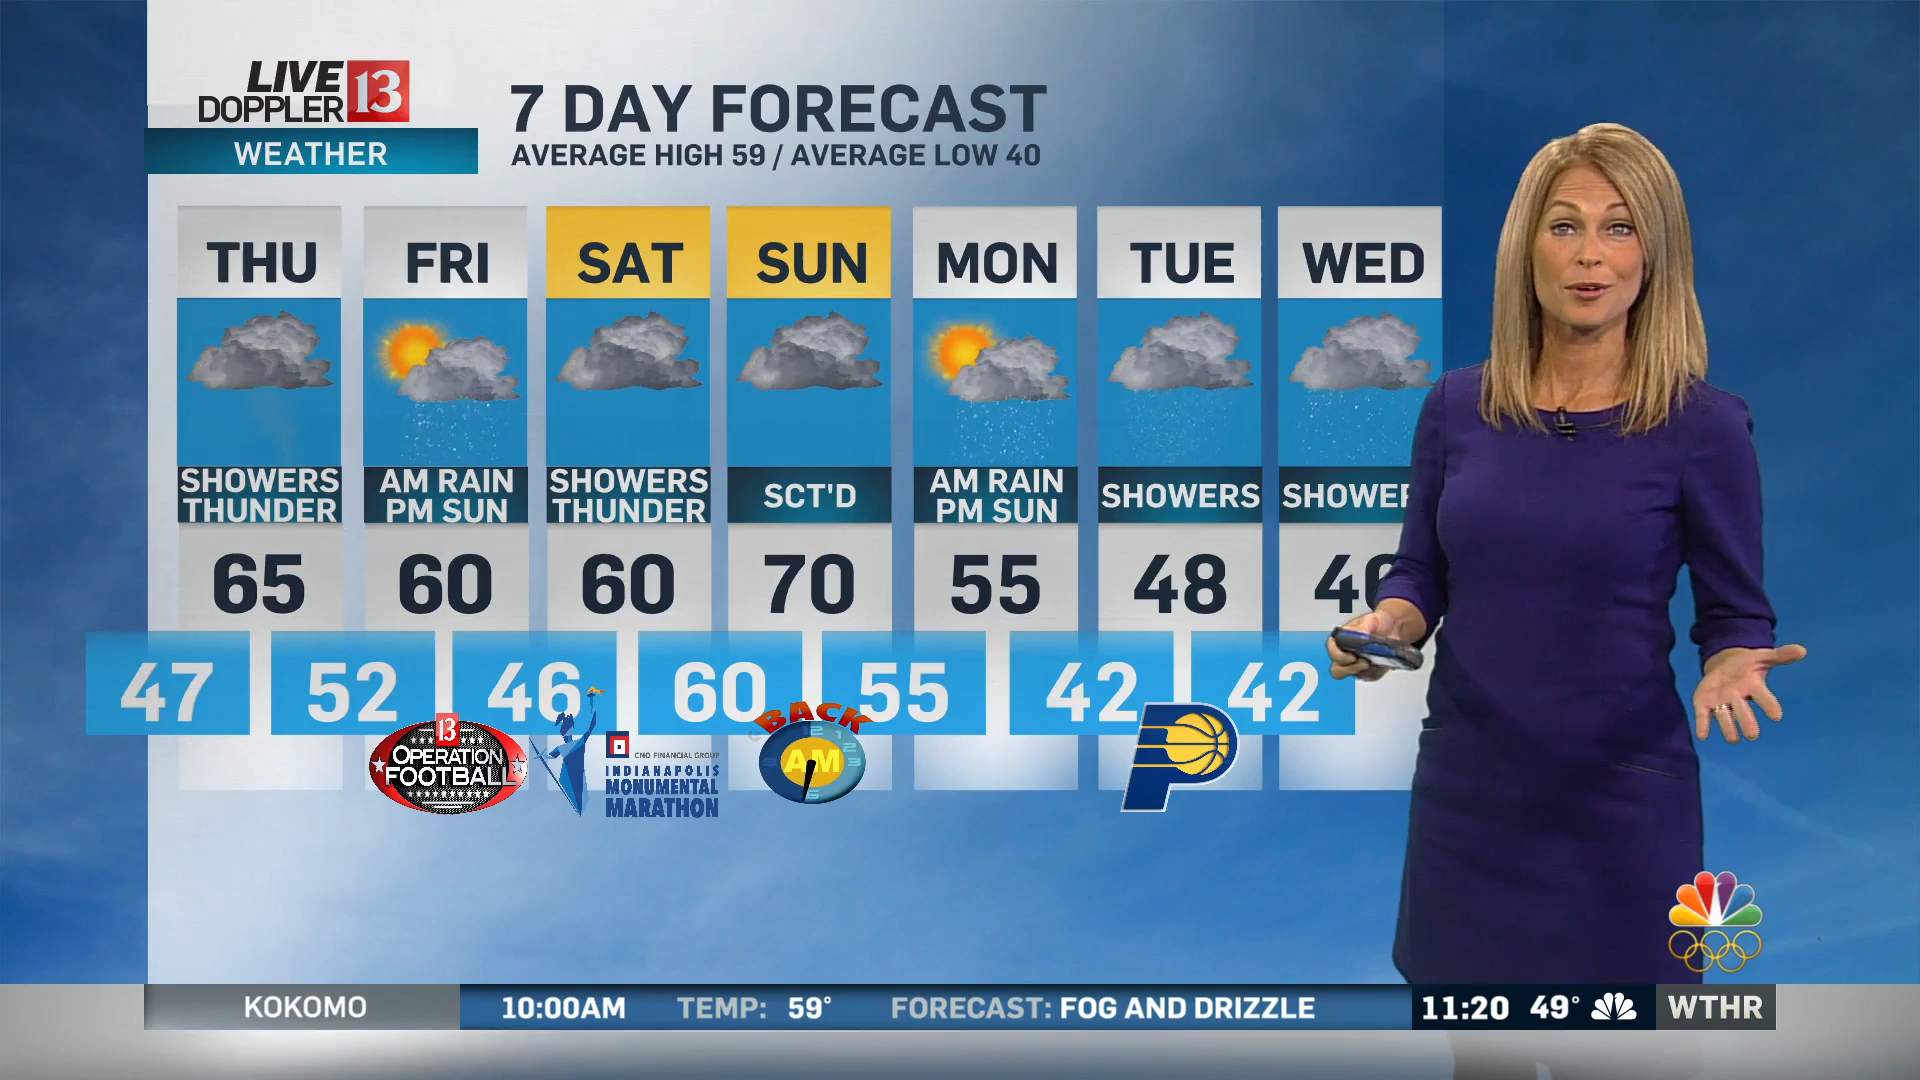 LIVE
DOPPLER 13
WEATHER
7 DAY FORECAST
AVERAGE HIGH 59 / AVERAGE LOW 40
THU FRI SAT SUN MON TUE WED
SHOWERS THUNDER
AM RAIN PM SUN
SHOWERS THUNDER
SCT'D
AM RAIN PM SUN
SHOWERS
65 60 60 70 55 48
47 52 46 60 55 42 42
13
OPERATION
FOOTBALL
CNO FINANCIAL GROUP
INDIANAPOLIS
MONUMENTAL
MARATHON
BACK
AM
KOKOMO 10:00AM TEMP: 59° FORECAST: FOG AND DRIZZLE 11:20 49° WTHR